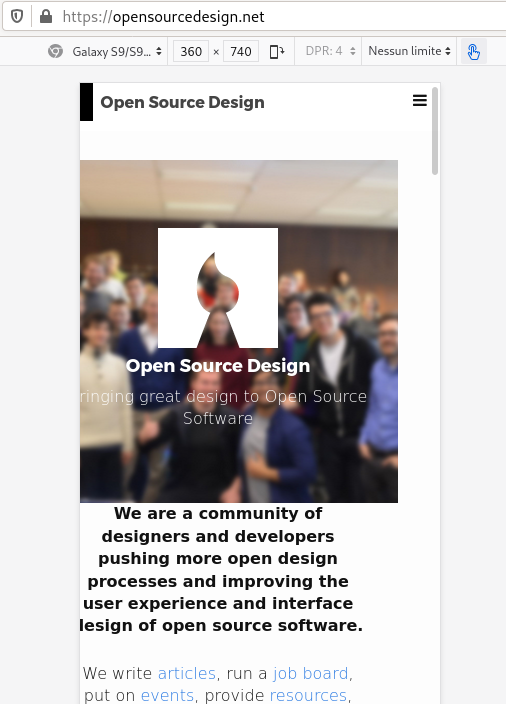 https://opensourcedesign.net
Galaxy S9/S9... 360 × 740 DPR: 4 Nessun limite
Open Source Design
Open Source Design
ringing great design to Open Source
Software
We are a community of
designers and developers
pushing more open design
processes and improving the
user experience and interface
design of open source software.
We write articles, run a job board,
put on events, provide resources,